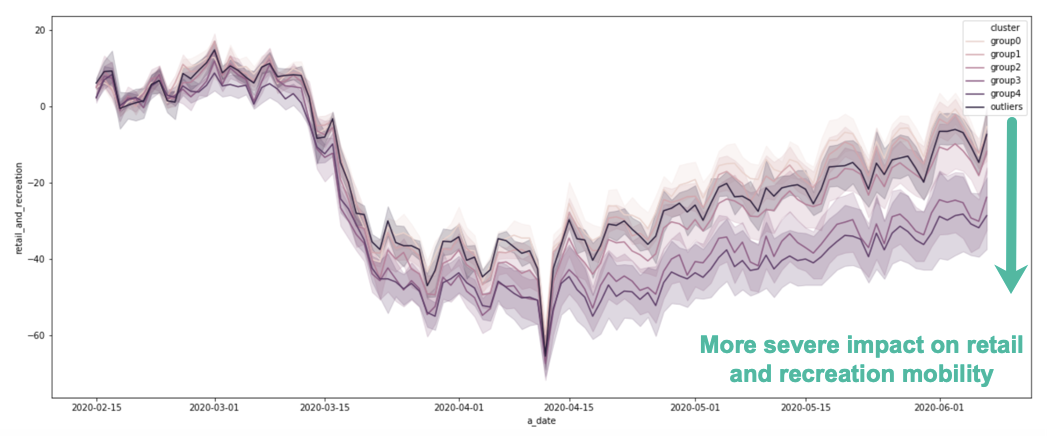 20
0
−20
−40
−60
retail_and_recreation
cluster
group0
group1
group2
group3
group4
outliers
More severe impact on retail
and recreation mobility
2020-02-15
2020-03-01
2020-03-15
2020-04-01
2020-04-15
2020-05-01
2020-05-15
2020-06-01
a_date